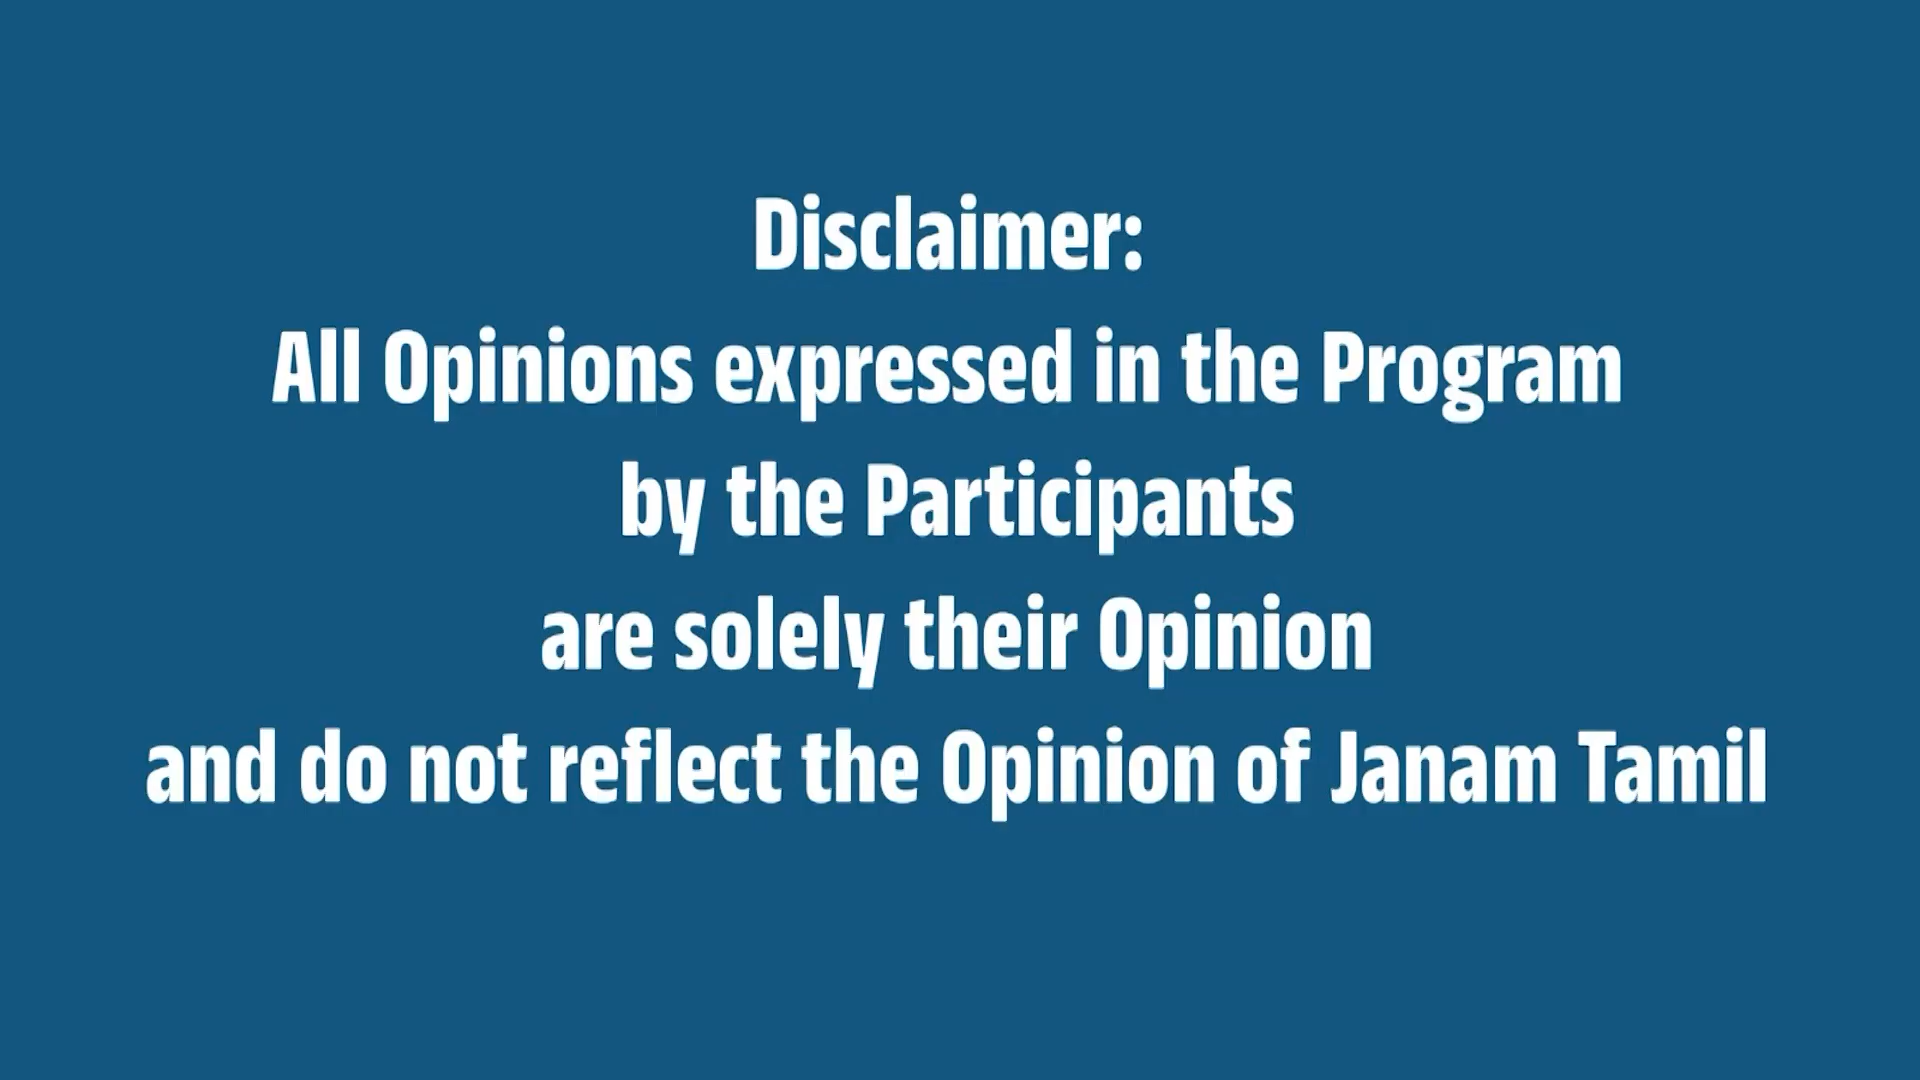 Disclaimer:
All Opinions expressed in the Program
by the Participants
are solely their Opinion
and do not reflect the Opinion of Janam Tamil